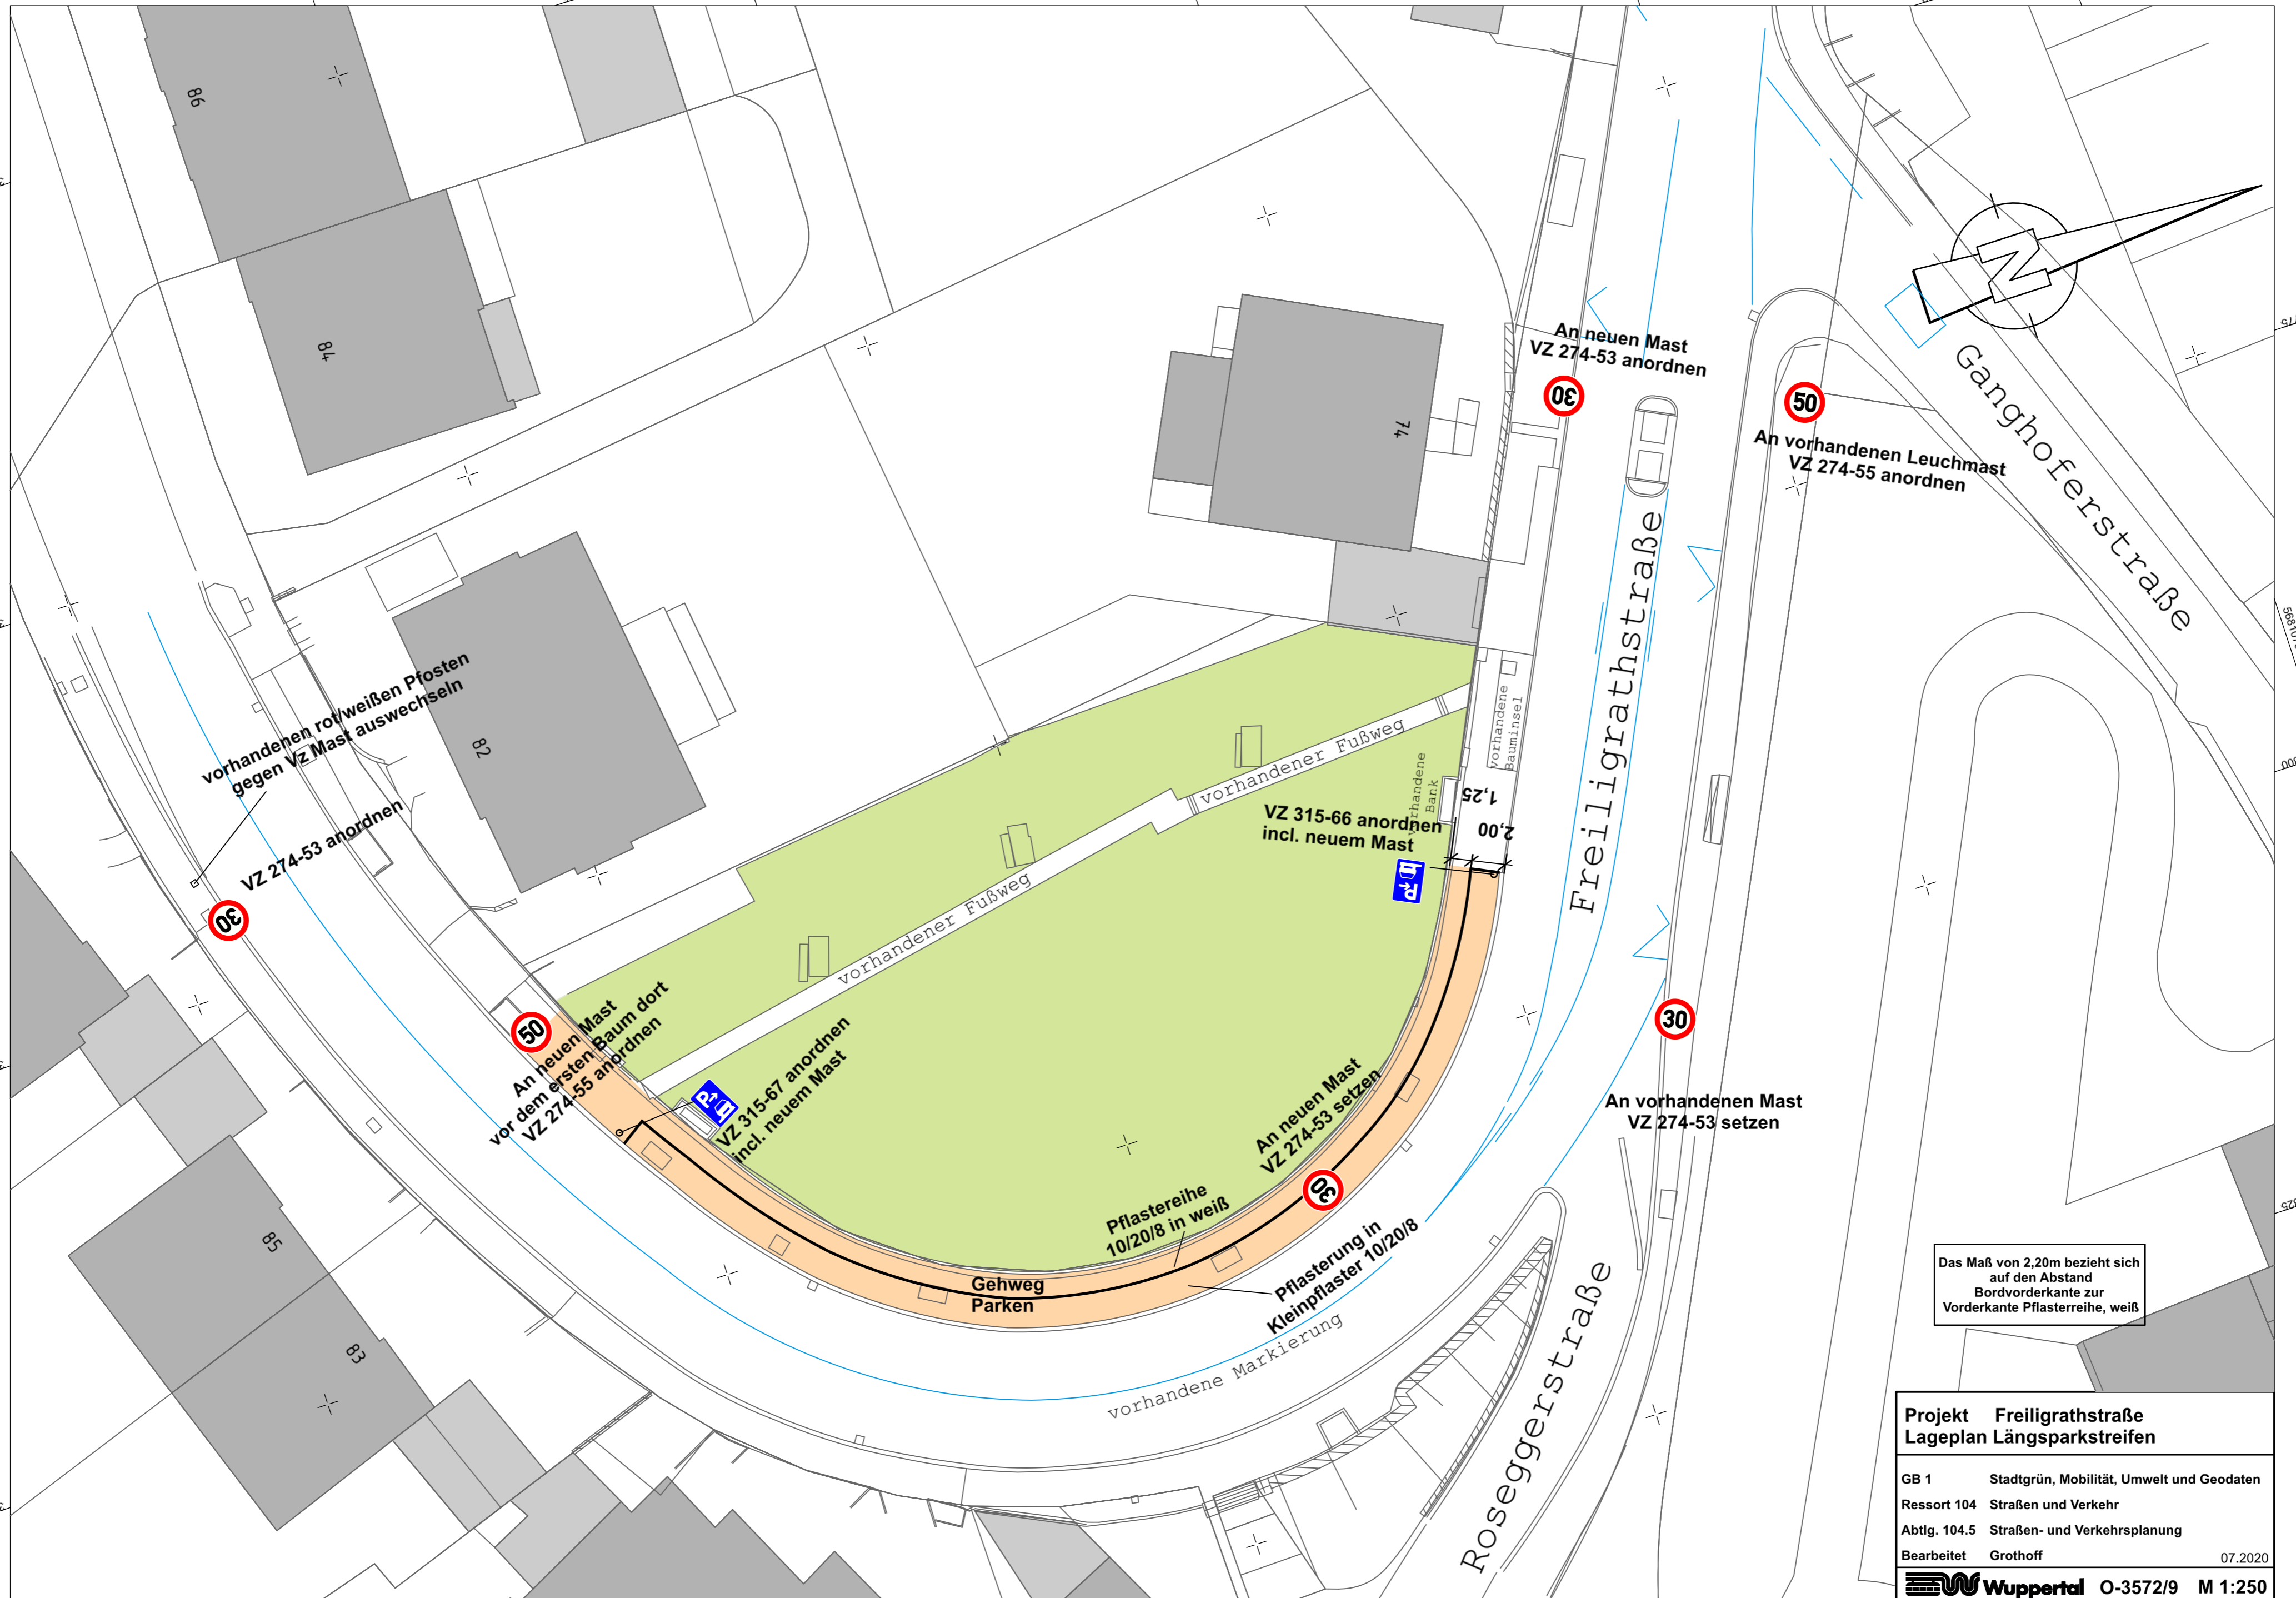 86
84
82
74
85
83
An neuen Mast
VZ 274-53 anordnen
30
50
An vorhandenen Leuchmast
VZ 274-55 anordnen
N
Ganghoferstraße
Freiligrathstraße
vorhandenen rot/weißen Pfosten
gegen Vz Mast auswechseln
VZ 274-53 anordnen
30
vorhandener Fußweg
vorhandener Fußweg
vorhandene
Bauminsel
vorhandene
Bank
1,25
2,00
VZ 315-66 anordnen
incl. neuem Mast
P
50
An neuen Mast
vor dem ersten Baum dort
VZ 274-55 anordnen
P
VZ 315-67 anordnen
incl. neuem Mast
An neuen Mast
VZ 274-53 setzen
30
30
An vorhandenen Mast
VZ 274-53 setzen
Pflastereihe
10/20/8 in weiß
Pflasterung in
Kleinpflaster 10/20/8
Gehweg
Parken
vorhandene Markierung
Roseggerstraße
Das Maß von 2,20m bezieht sich
auf den Abstand
Bordvorderkante zur
Vorderkante Pflasterreihe, weiß
Projekt Freiligrathstraße
Lageplan Längsparkstreifen
GB 1 Stadtgrün, Mobilität, Umwelt und Geodaten
Ressort 104 Straßen und Verkehr
Abtlg. 104.5 Straßen- und Verkehrsplanung
Bearbeitet Grothoff 07.2020
Wuppertal O-3572/9 M 1:250